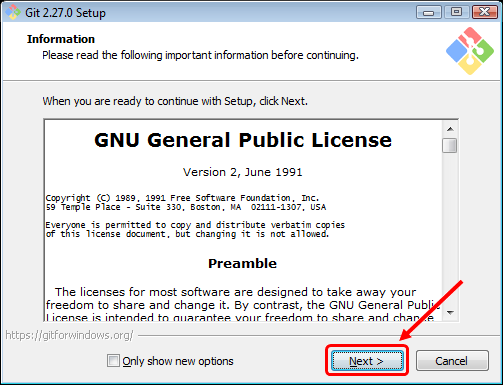 Git 2.27.0 Setup
Information
Please read the following important information before continuing.
When you are ready to continue with Setup, click Next.
GNU General Public License
Version 2, June 1991
Copyright (C) 1989, 1991 Free Software Foundation, Inc.
59 Temple Place - Suite 330, Boston, MA  02111-1307, USA
Everyone is permitted to copy and distribute verbatim copies
of this license document, but changing it is not allowed.
Preamble
The licenses for most software are designed to take away your
freedom to share and change it. By contrast, the GNU General Public
License is intended to guarantee your freedom to share and change
https://gitforwindows.org/
Only show new options
Next >
Cancel